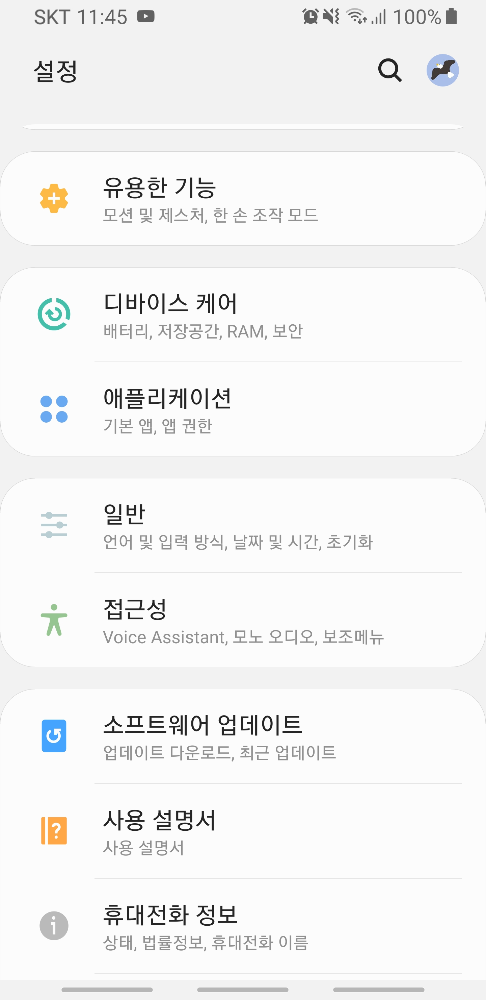 SKT 11:45 100%
설정
유용한 기능
모션 및 제스처, 한 손 조작 모드
디바이스 케어
배터리, 저장공간, RAM, 보안
애플리케이션
기본 앱, 앱 권한
일반
언어 및 입력 방식, 날짜 및 시간, 초기화
접근성
Voice Assistant, 모노 오디오, 보조메뉴
소프트웨어 업데이트
업데이트 다운로드, 최근 업데이트
사용 설명서
사용 설명서
휴대전화 정보
상태, 법률정보, 휴대전화 이름